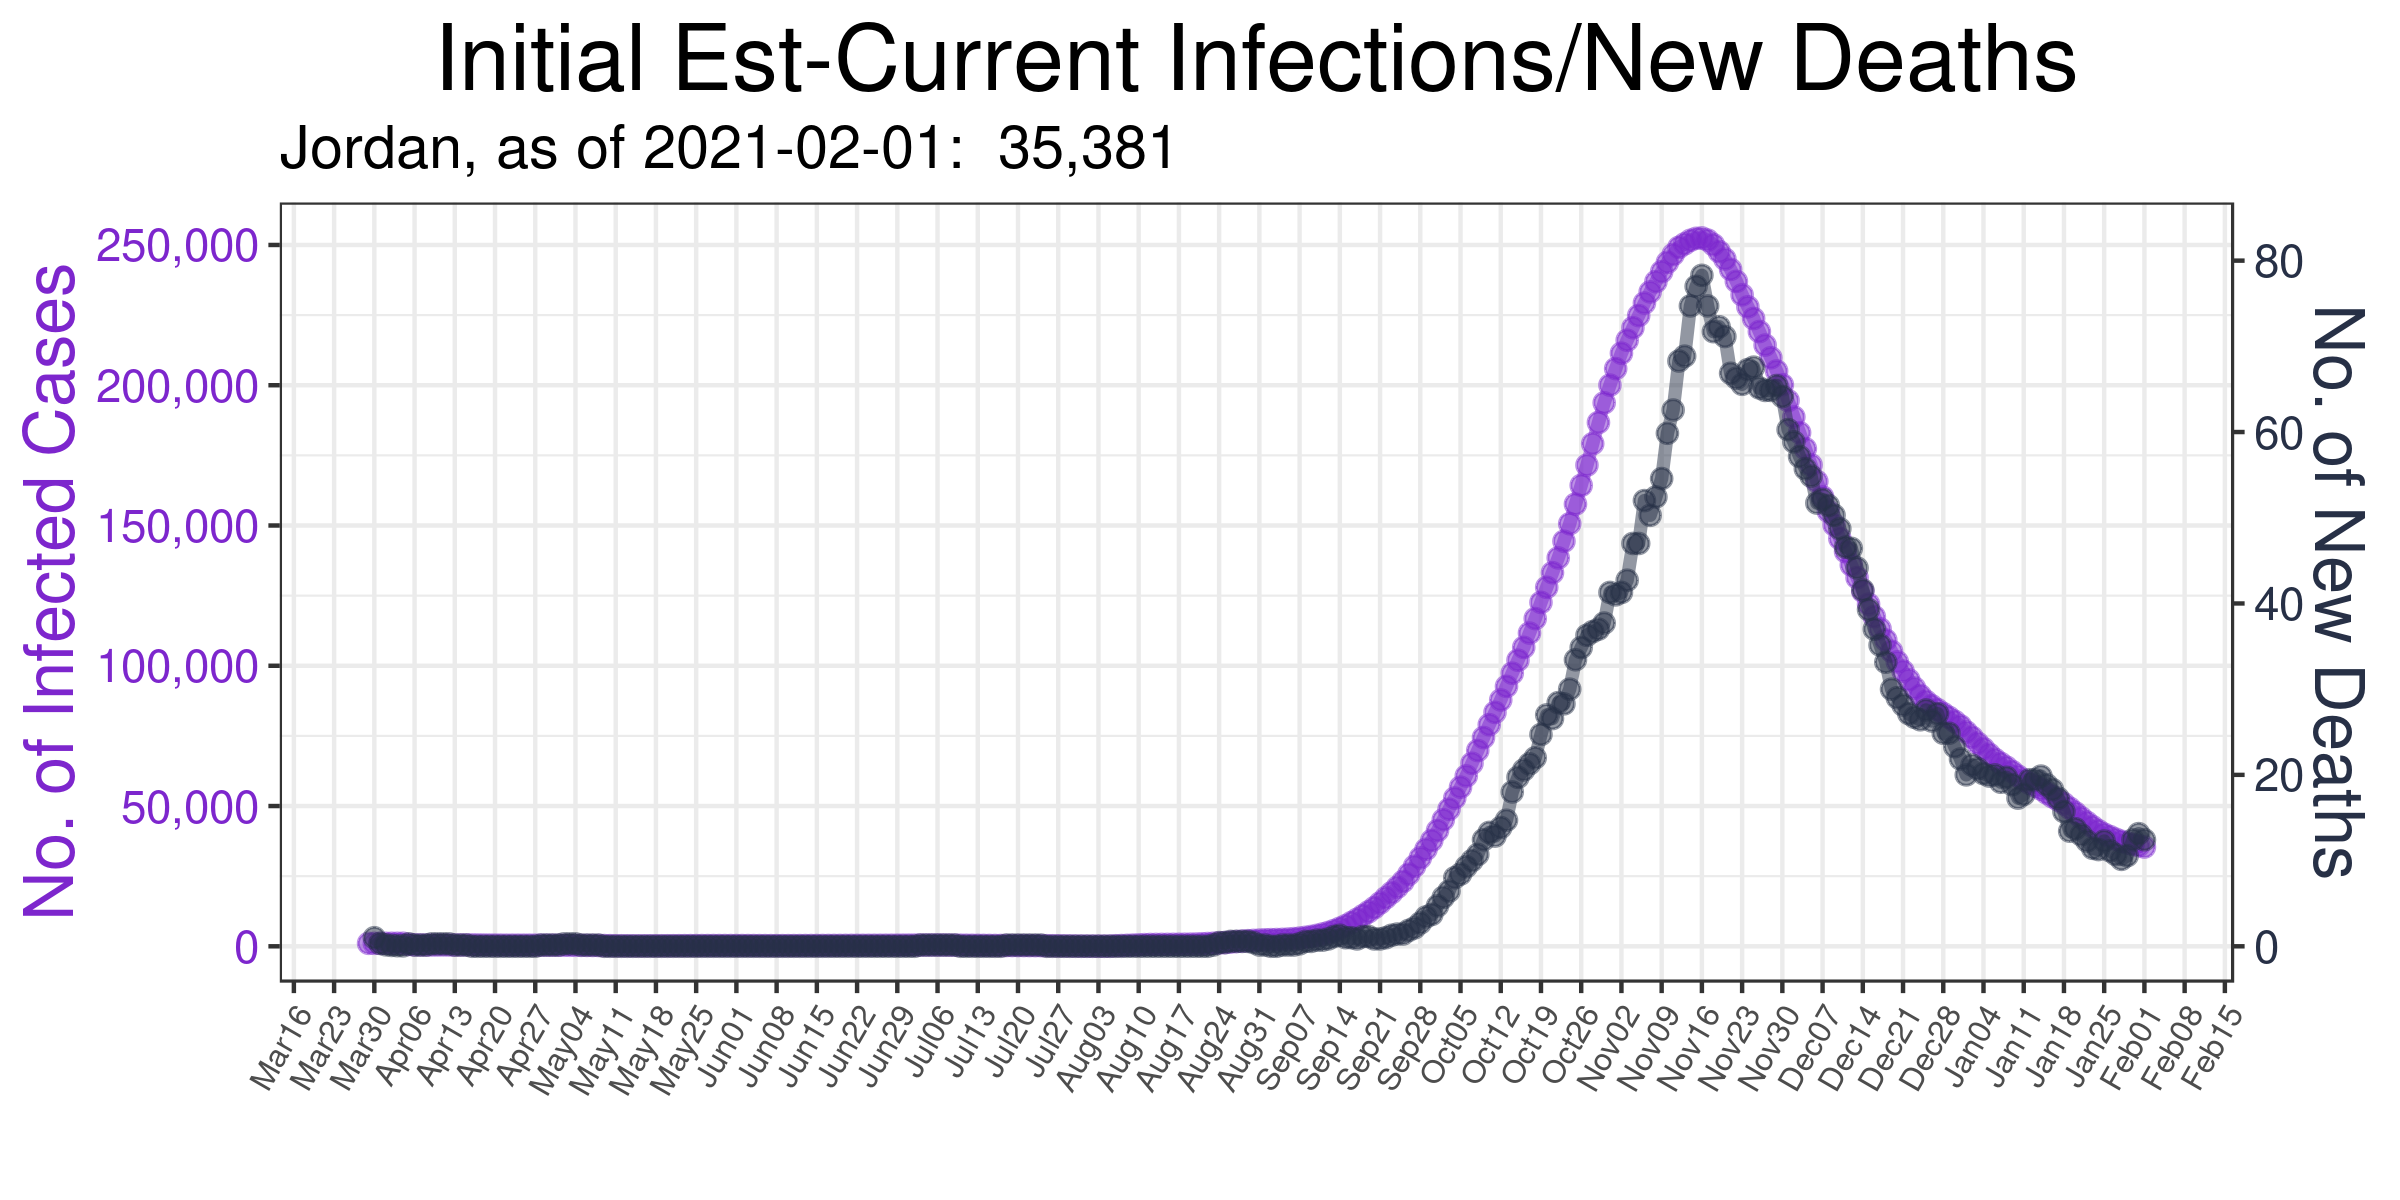 Initial Est-Current Infections/New Deaths
Jordan, as of 2021-02-01:  35,381
No. of Infected Cases
250,000
200,000
150,000
100,000
50,000
0
80
60
40
20
0
No. of New Deaths
Mar16
Mar23
Mar30
Apr06
Apr13
Apr20
Apr27
May04
May11
May18
May25
Jun01
Jun08
Jun15
Jun22
Jun29
Jul06
Jul13
Jul20
Jul27
Aug03
Aug10
Aug17
Aug24
Aug31
Sep07
Sep14
Sep21
Sep28
Oct05
Oct12
Oct19
Oct26
Nov02
Nov09
Nov16
Nov23
Nov30
Dec07
Dec14
Dec21
Dec28
Jan04
Jan11
Jan18
Jan25
Feb01
Feb08
Feb15